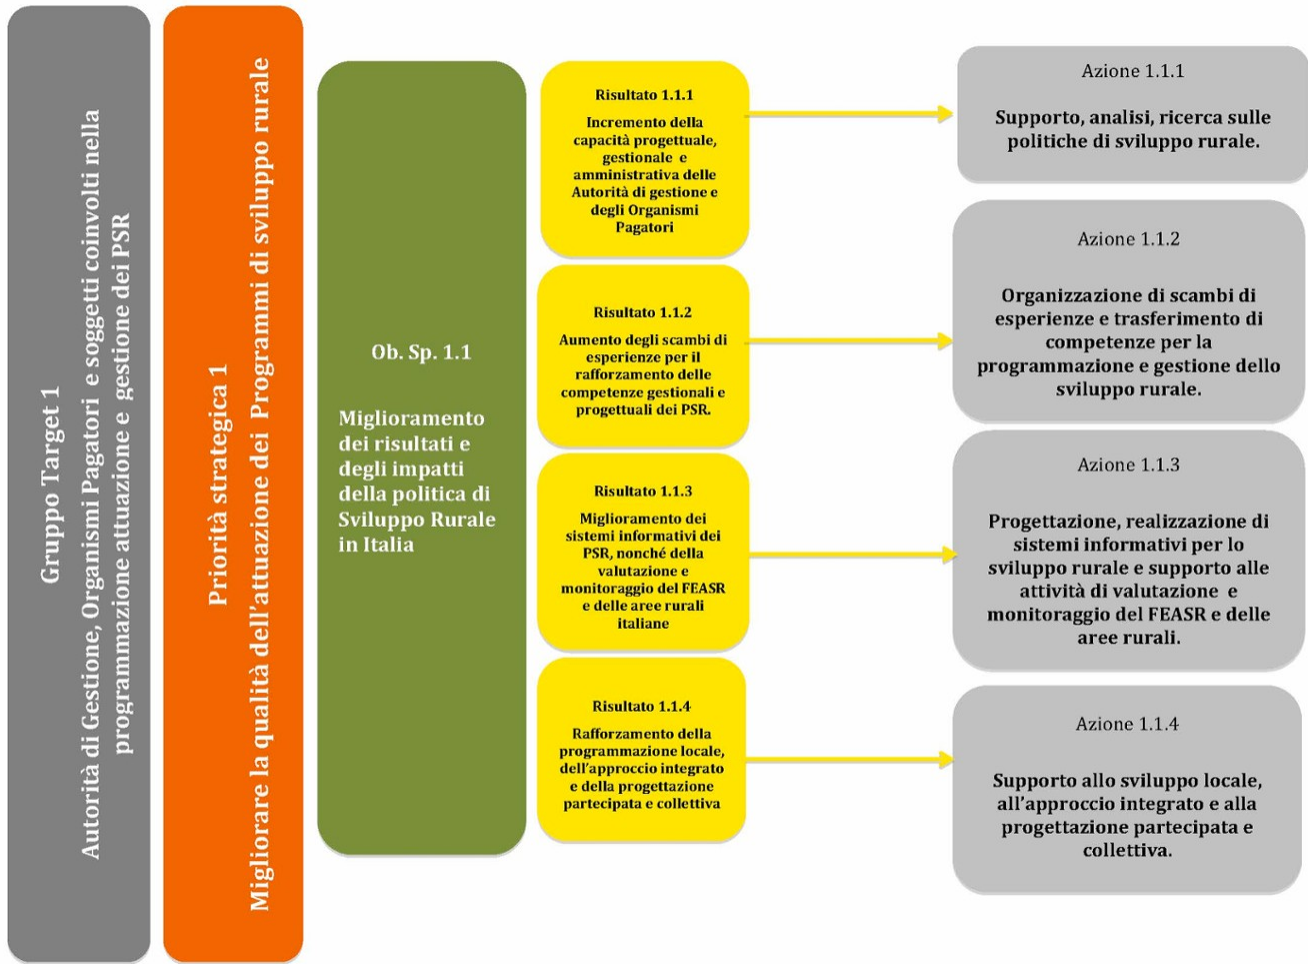 Gruppo Target 1
Autorità di Gestione, Organismi Pagatori e soggetti coinvolti nella
programmazione attuazione e gestione dei PSR
Priorità strategica 1
Migliorare la qualità dell'attuazione dei Programmi di sviluppo rurale
Ob. Sp. 1.1
Miglioramento
dei risultati e
degli impatti
della politica di
Sviluppo Rurale
in Italia
Risultato 1.1.1
Incremento della
capacità progettuale,
gestionale e
amministrativa delle
Autorità di gestione e
degli Organismi
Pagatori
Azione 1.1.1
Supporto, analisi, ricerca sulle
politiche di sviluppo rurale.
Risultato 1.1.2
Aumento degli scambi di
esperienze per il
rafforzamento delle
competenze gestionali e
progettuali dei PSR.
Azione 1.1.2
Organizzazione di scambi di
esperienze e trasferimento di
competenze per la
programmazione e gestione dello
sviluppo rurale.
Risultato 1.1.3
Miglioramento dei
sistemi informativi dei
PSR, nonché della
valutazione e
monitoraggio del FEASR
e delle aree rurali
italiane
Azione 1.1.3
Progettazione, realizzazione di
sistemi informativi per lo
sviluppo rurale e supporto alle
attività di valutazione e
monitoraggio del FEASR e delle
aree rurali.
Risultato 1.1.4
Rafforzamento della
programmazione locale,
dell'approccio integrato
e della progettazione
partecipata e collettiva
Azione 1.1.4
Supporto allo sviluppo locale,
all'approccio integrato e alla
progettazione partecipata e
collettiva.